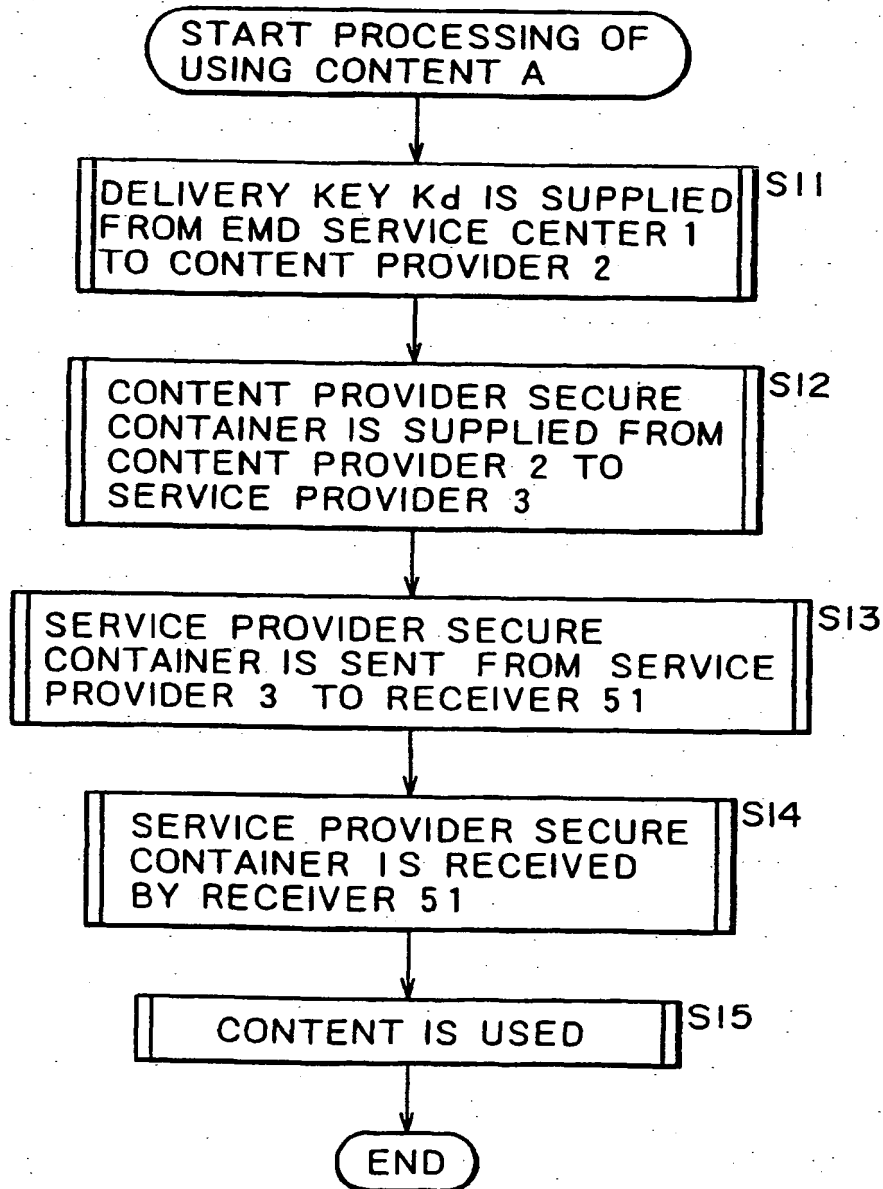 START PROCESSING OF
USING CONTENT A
DELIVERY KEY Kd IS SUPPLIED
FROM EMD SERVICE CENTER 1
TO CONTENT PROVIDER 2
S11
CONTENT PROVIDER SECURE
CONTAINER IS SUPPLIED FROM
CONTENT PROVIDER 2 TO
SERVICE PROVIDER 3
S12
SERVICE PROVIDER SECURE
CONTAINER IS SENT FROM SERVICE
PROVIDER 3 TO RECEIVER 51
S13
SERVICE PROVIDER SECURE
CONTAINER IS RECEIVED
BY RECEIVER 51
S14
CONTENT IS USED
S15
END